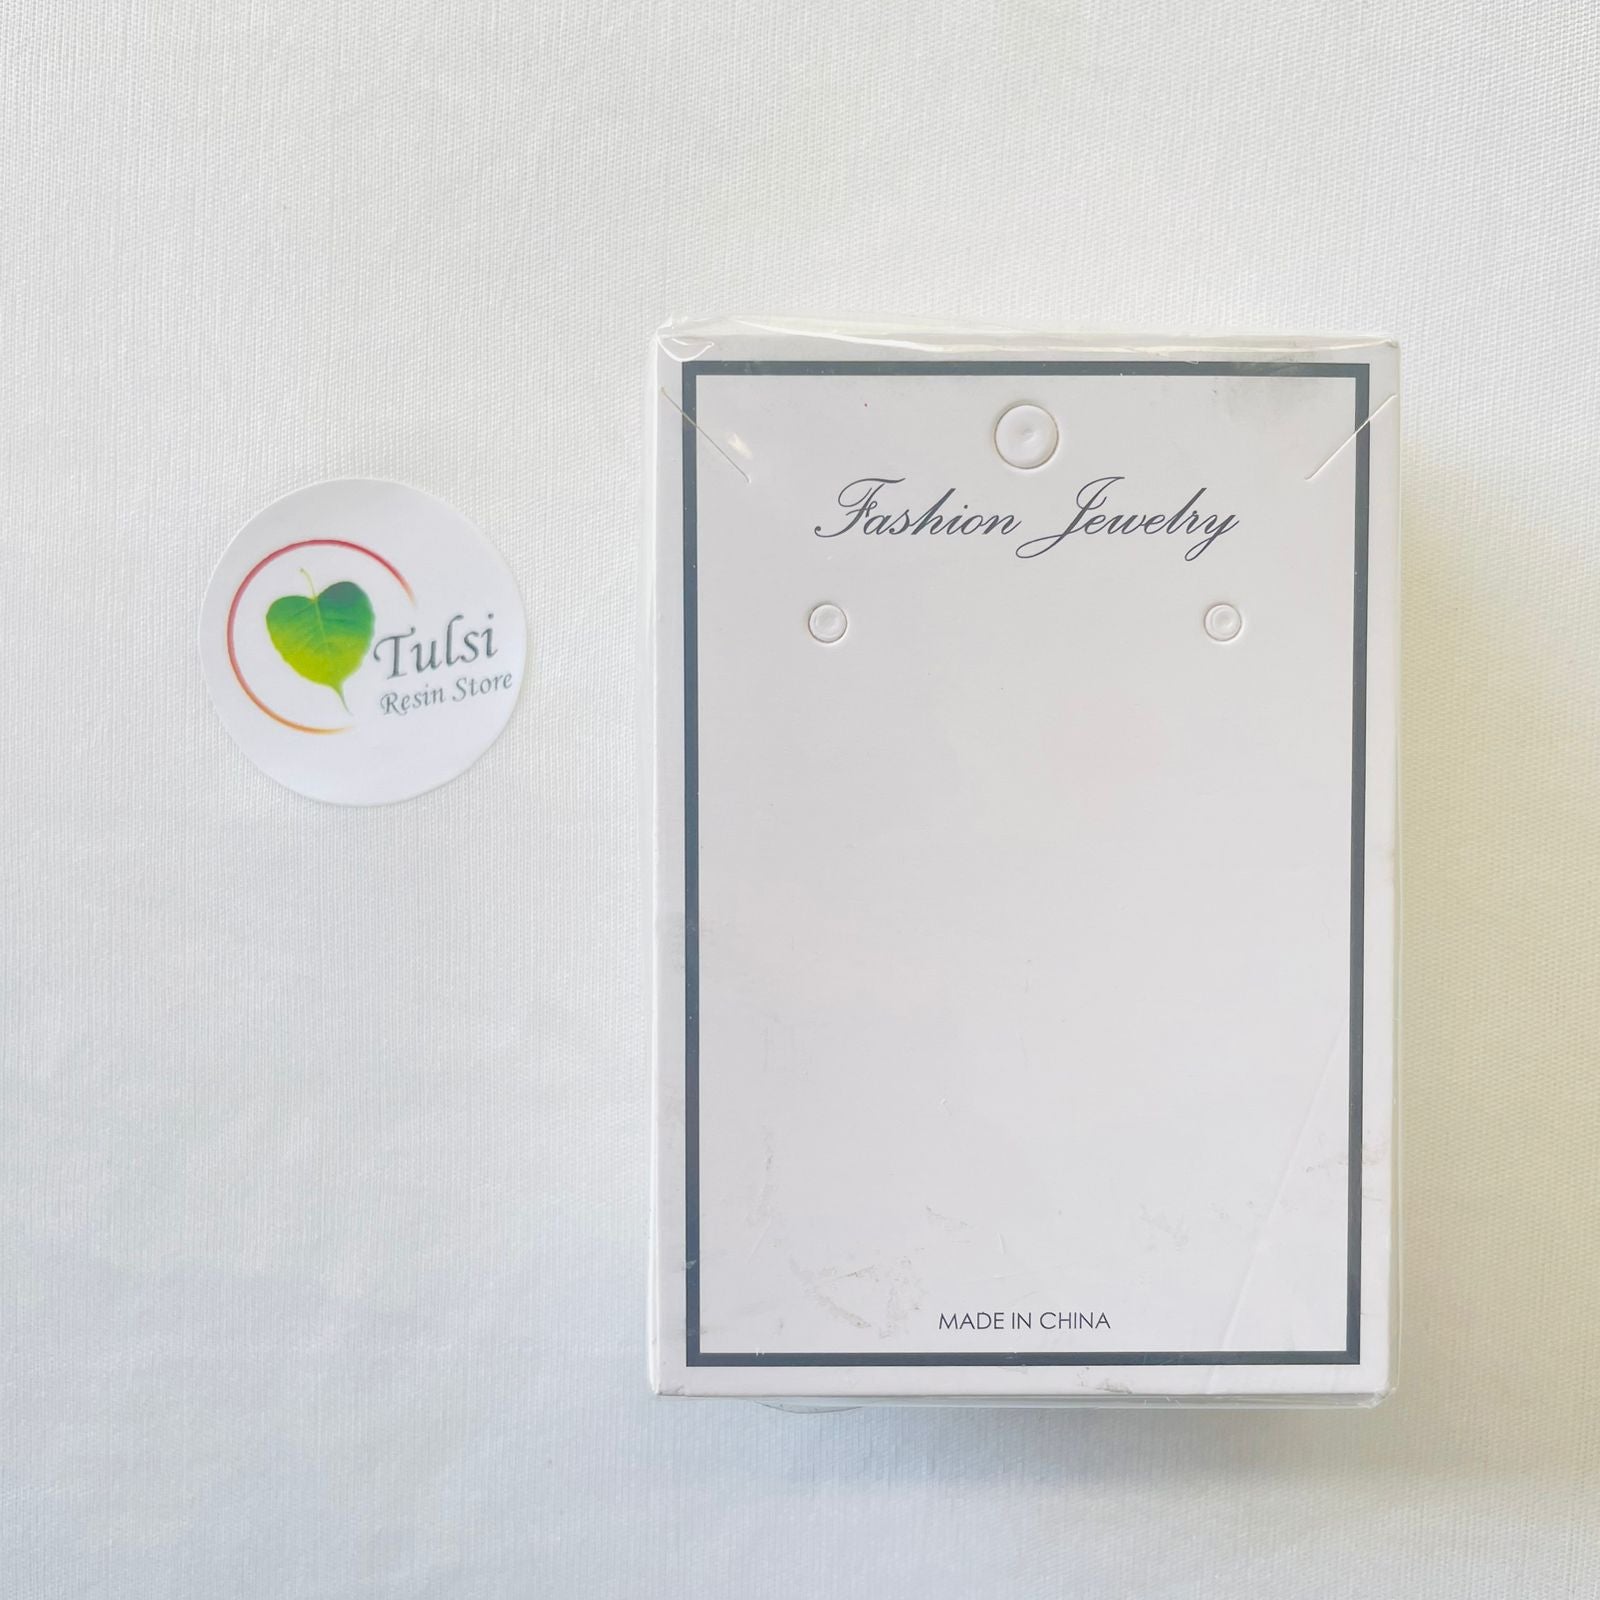 Tulsi
Resin Store
Fashion Jewelry
MADE IN CHINA